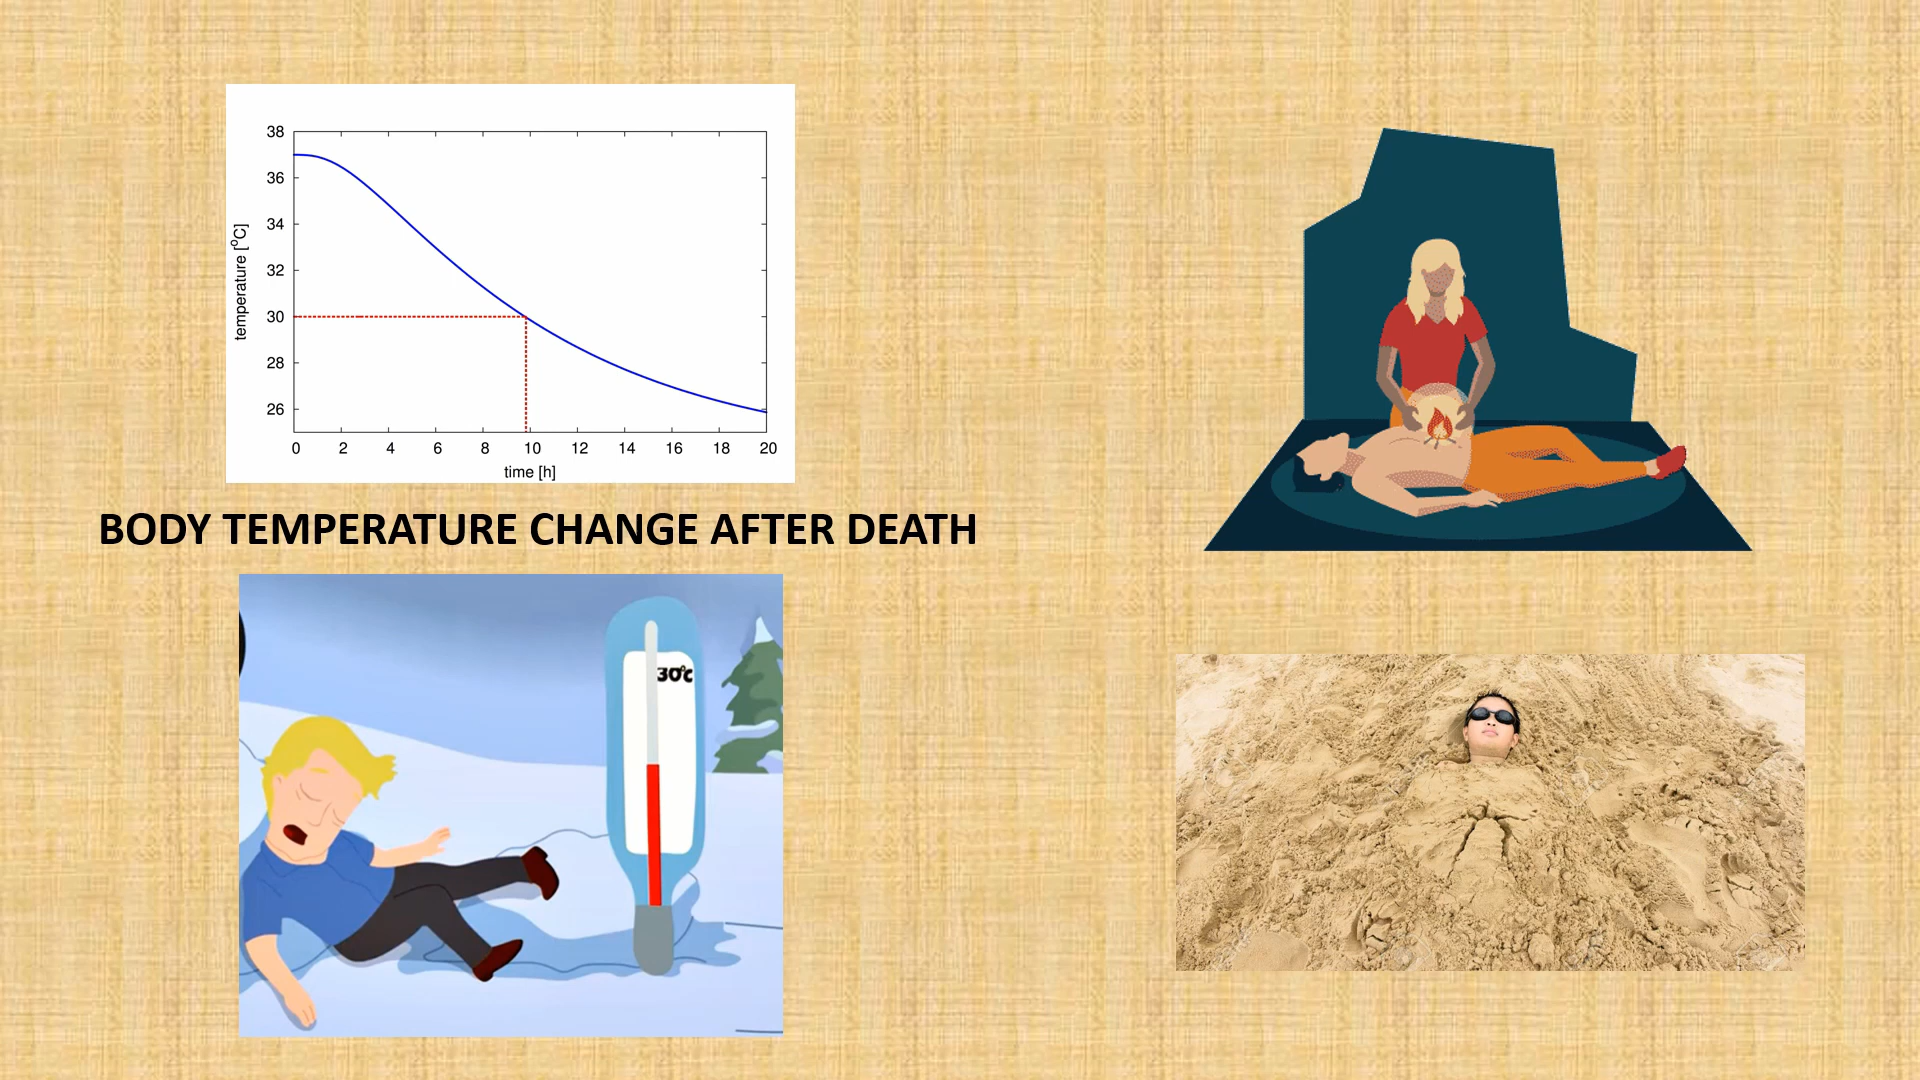 38
36
34
32
30
28
26
temperature [°C]
0 2 4 6 8 10 12 14 16 18 20
time [h]
BODY TEMPERATURE CHANGE AFTER DEATH
30°c